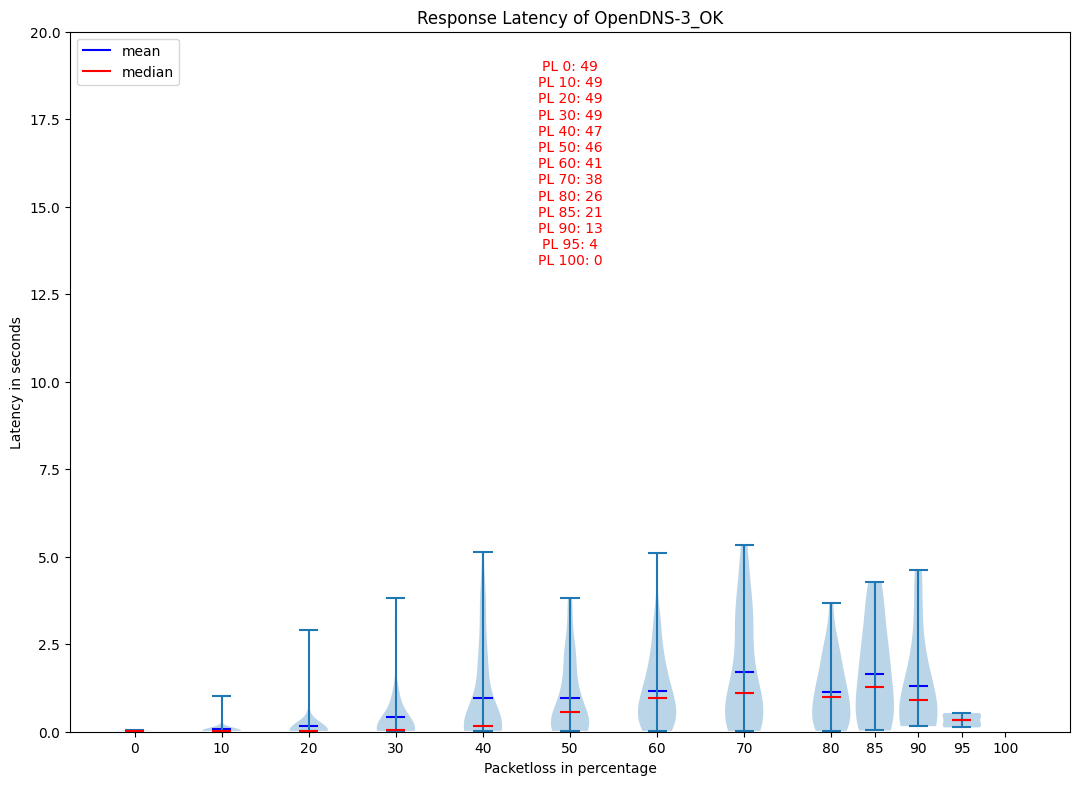 Response Latency of OpenDNS-3_OK
mean
median
PL 0: 49
PL 10: 49
PL 20: 49
PL 30: 49
PL 40: 47
PL 50: 46
PL 60: 41
PL 70: 38
PL 80: 26
PL 85: 21
PL 90: 13
PL 95: 4
PL 100: 0
Latency in seconds
20.0
17.5
15.0
12.5
10.0
7.5
5.0
2.5
0.0
0 10 20 30 40 50 60 70 80 85 90 95 100
Packetloss in percentage